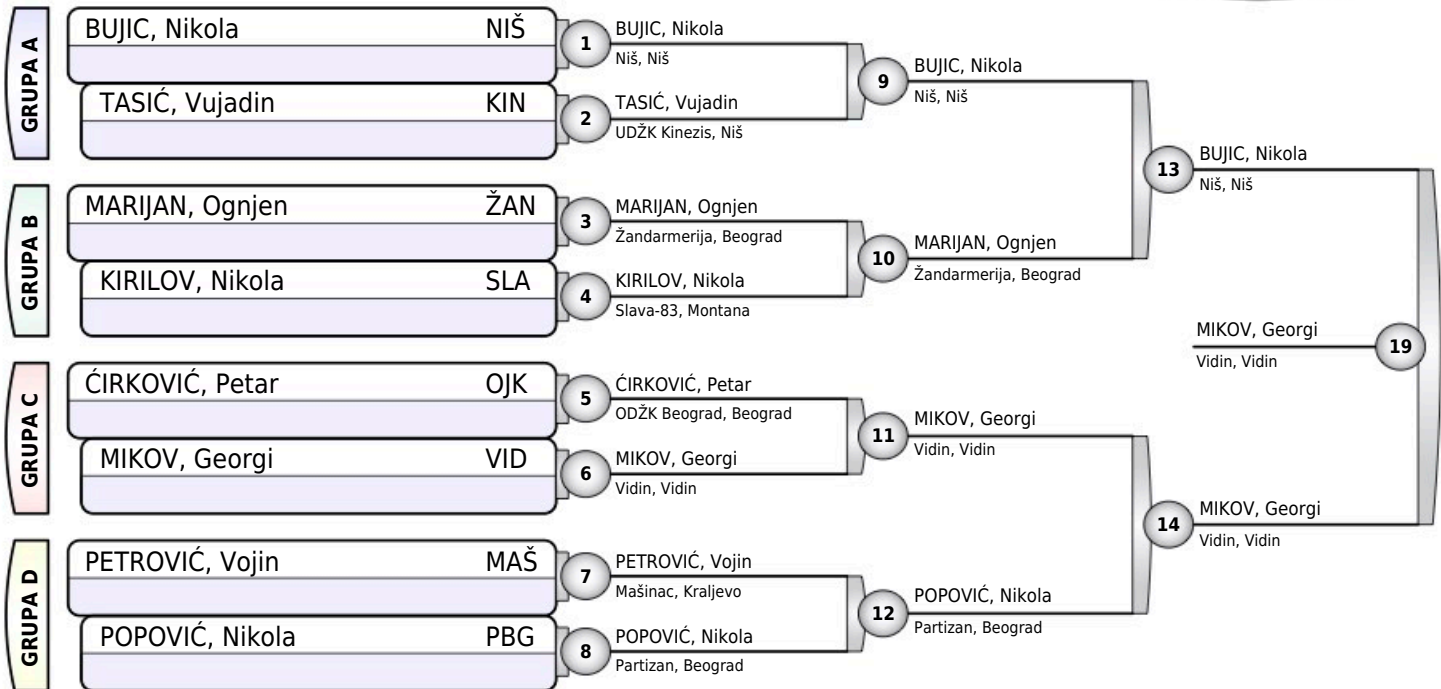 GRUPA A
BUJIC, Nikola NIŠ
TASIĆ, Vujadin KIN
GRUPA B
MARIJAN, Ognjen ŽAN
KIRILOV, Nikola SLA
GRUPA C
ĆIRKOVIĆ, Petar OJK
MIKOV, Georgi VID
GRUPA D
PETROVIĆ, Vojin MAŠ
POPOVIĆ, Nikola PBG
1
BUJIC, Nikola
Niš, Niš
2
TASIĆ, Vujadin
UDŽK Kinezis, Niš
3
MARIJAN, Ognjen
Žandarmerija, Beograd
4
KIRILOV, Nikola
Slava-83, Montana
5
ĆIRKOVIĆ, Petar
ODŽK Beograd, Beograd
6
MIKOV, Georgi
Vidin, Vidin
7
PETROVIĆ, Vojin
Mašinac, Kraljevo
8
POPOVIĆ, Nikola
Partizan, Beograd
9
BUJIC, Nikola
Niš, Niš
10
MARIJAN, Ognjen
Žandarmerija, Beograd
11
MIKOV, Georgi
Vidin, Vidin
12
POPOVIĆ, Nikola
Partizan, Beograd
13
BUJIC, Nikola
Niš, Niš
14
MIKOV, Georgi
Vidin, Vidin
MIKOV, Georgi
Vidin, Vidin
19